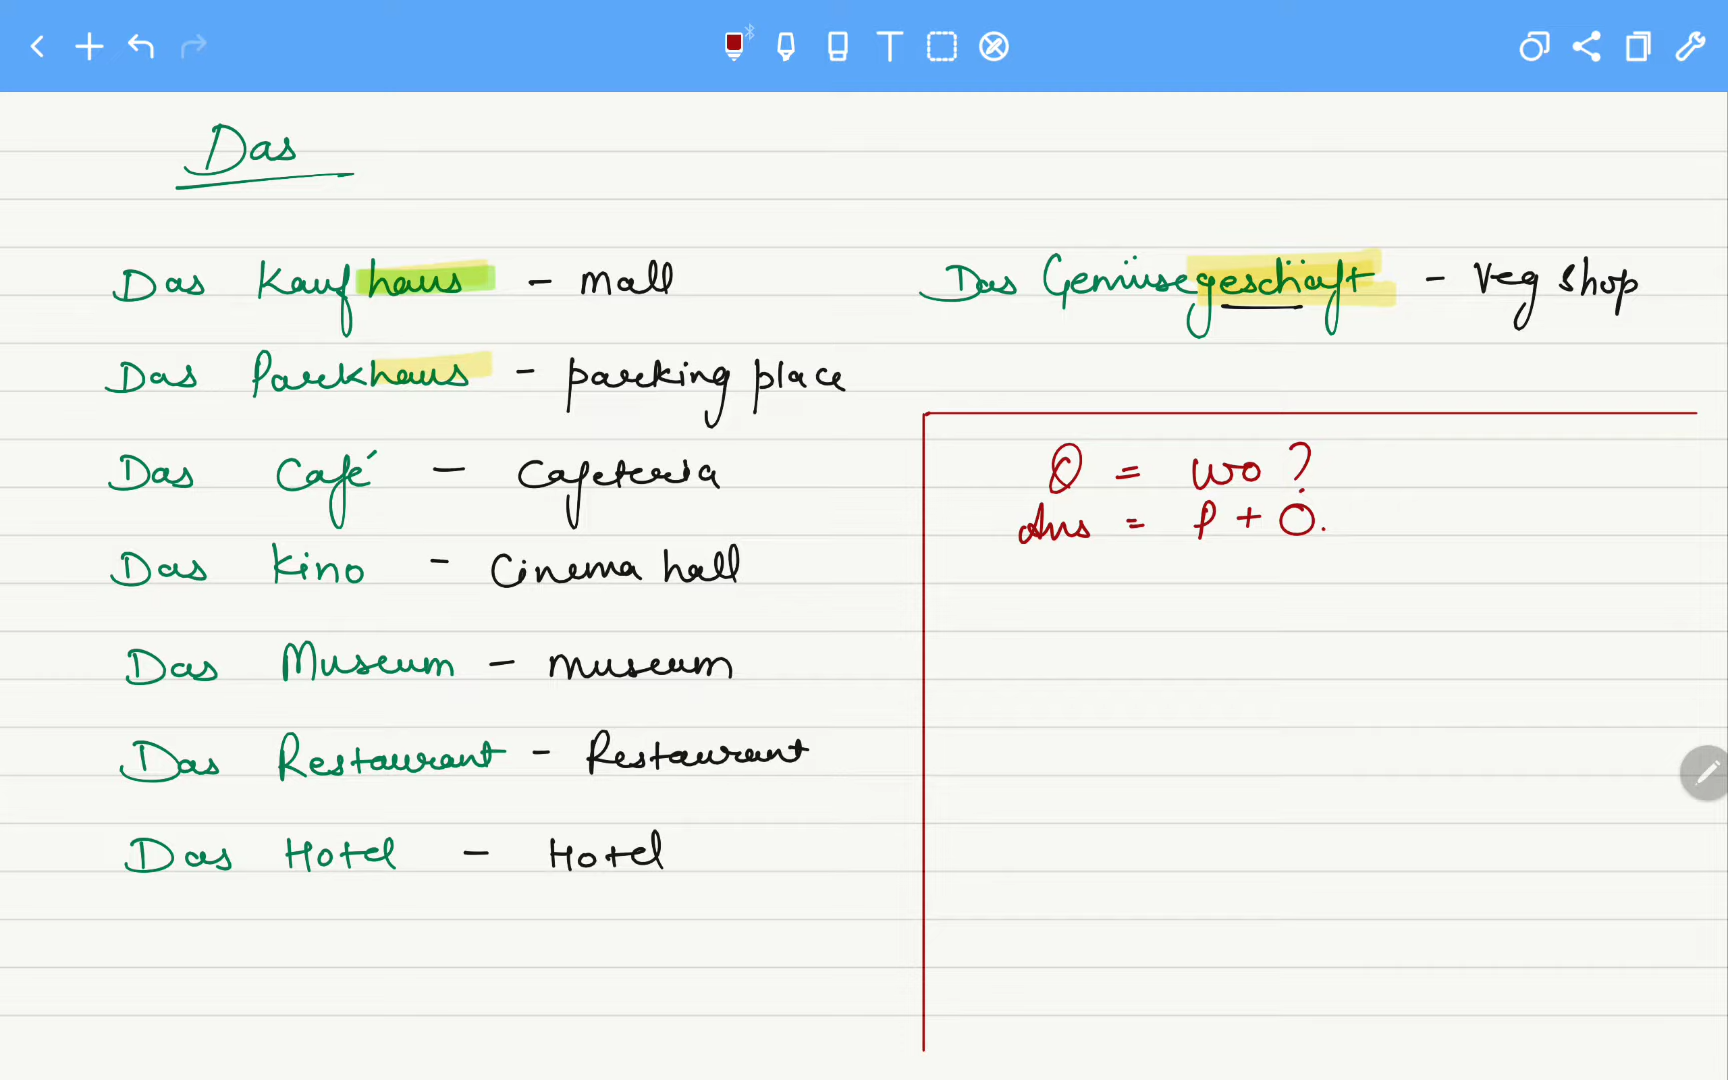 Das
Das Kaufhaus - mall
Das Parkhaus - parking place
Das Café - Cafeteria
Das Kino - Cinema hall
Das Museum - museum
Das Restaurant - Restaurant
Das Hotel - Hotel
Das Gemüsegeschäft - veg shop
Q = wo ?
Ans = P + O.